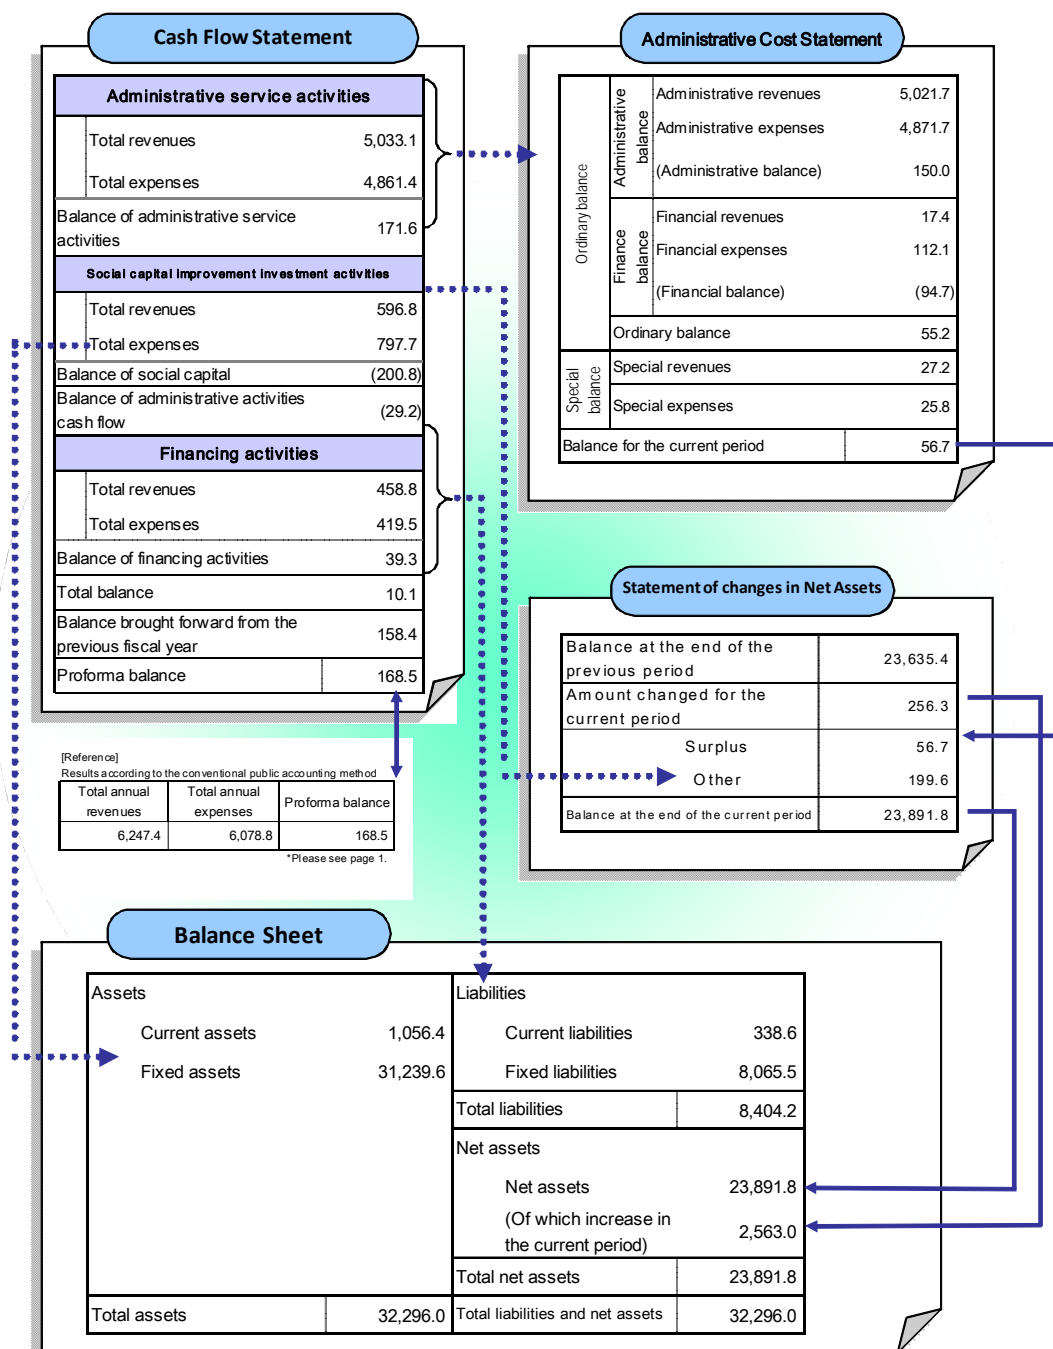 Cash Flow Statement
Administrative service activities
Total revenues 5,033.1
Total expenses 4,861.4
Balance of administrative service
activities 171.6
Social capital improvement investment activities
Total revenues 596.8
Total expenses 797.7
Balance of social capital (200.8)
Balance of administrative activities
cash flow (29.2)
Financing activities
Total revenues 458.8
Total expenses 419.5
Balance of financing activities 39.3
Total balance 10.1
Balance brought forward from the
previous fiscal year 158.4
Proforma balance 168.5
[Reference]
Results according to the conventional public accounting method
Total annual revenues Total annual expenses Proforma balance
6,247.4 6,078.8 168.5
*Please see page 1.
Administrative Cost Statement
Ordinary balance
Administrative balance
Administrative revenues 5,021.7
Administrative expenses 4,871.7
(Administrative balance) 150.0
Finance balance
Financial revenues 17.4
Financial expenses 112.1
(Financial balance) (94.7)
Ordinary balance 55.2
Special balance
Special revenues 27.2
Special expenses 25.8
Balance for the current period 56.7
Statement of changes in Net Assets
Balance at the end of the
previous period 23,635.4
Amount changed for the
current period 256.3
Surplus 56.7
Other 199.6
Balance at the end of the current period 23,891.8
Balance Sheet
Assets
Current assets 1,056.4
Fixed assets 31,239.6
Total assets 32,296.0
Liabilities
Current liabilities 338.6
Fixed liabilities 8,065.5
Total liabilities 8,404.2
Net assets
Net assets 23,891.8
(Of which increase in
the current period) 2,563.0
Total net assets 23,891.8
Total liabilities and net assets 32,296.0